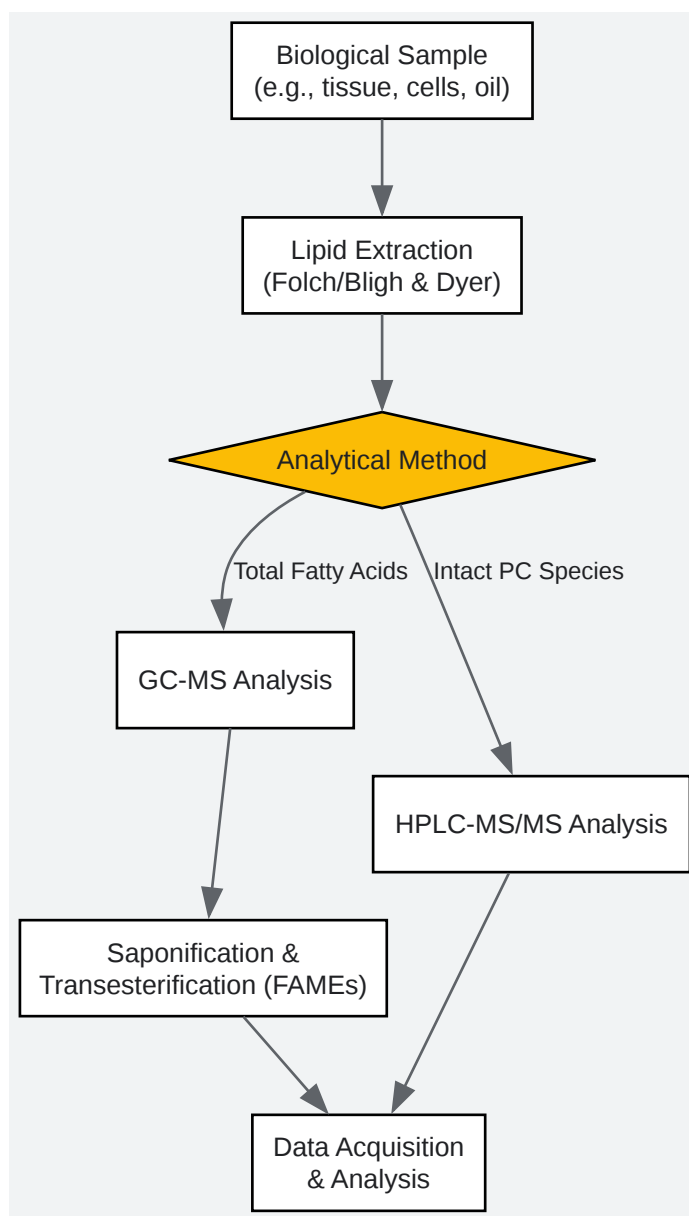 Biological Sample
(e.g., tissue, cells, oil)
Lipid Extraction
(Folch/Bligh & Dyer)
Analytical Method
Total Fatty Acids
Intact PC Species
GC-MS Analysis
HPLC-MS/MS Analysis
Saponification &
Transesterification (FAMEs)
Data Acquisition
& Analysis